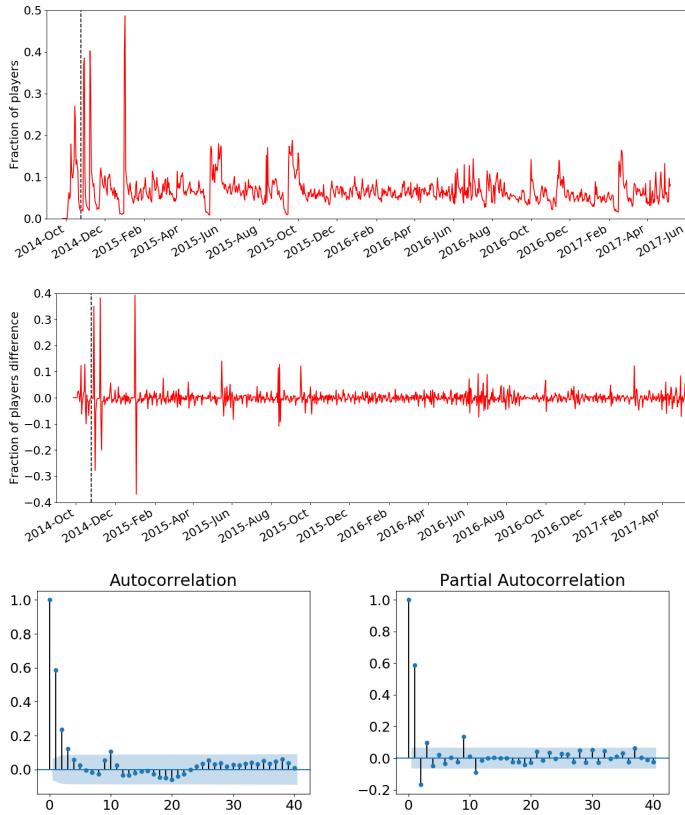 Fraction of players
0.5
0.4
0.3
0.2
0.1
0.0
2014-Oct
2014-Dec
2015-Feb
2015-Apr
2015-Jun
2015-Aug
2015-Oct
2015-Dec
2016-Feb
2016-Apr
2016-Jun
2016-Aug
2016-Oct
2016-Dec
2017-Feb
2017-Apr
2017-Jun
Fraction of players difference
0.4
0.3
0.2
0.1
0.0
−0.1
−0.2
−0.3
−0.4
2014-Oct
2014-Dec
2015-Feb
2015-Apr
2015-Jun
2015-Aug
2015-Oct
2015-Dec
2016-Feb
2016-Apr
2016-Jun
2016-Aug
2016-Oct
2016-Dec
2017-Feb
2017-Apr
Autocorrelation
1.0
0.8
0.6
0.4
0.2
0.0
0 10 20 30 40
Partial Autocorrelation
1.0
0.8
0.6
0.4
0.2
0.0
−0.2
0 10 20 30 40